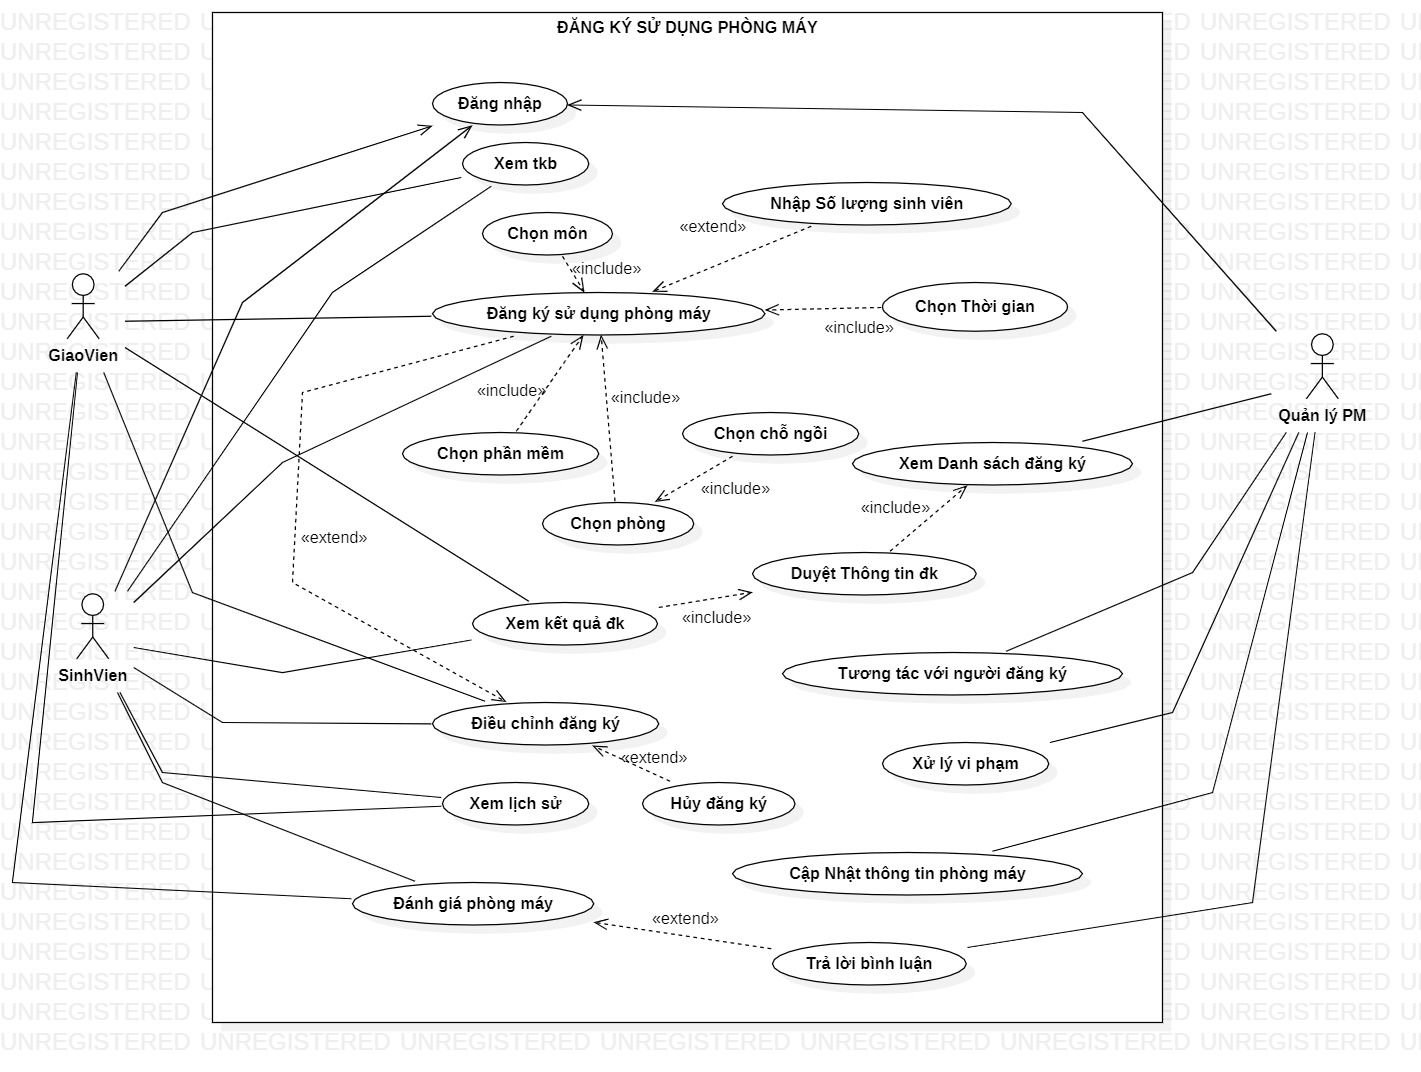 ĐĂNG KÝ SỬ DỤNG PHÒNG MÁY
Đăng nhập
Xem tkb
Nhập Số lượng sinh viên
«extend»
Chọn môn
«include»
Đăng ký sử dụng phòng máy
Chọn Thời gian
«include»
GiaoVien
Quản lý PM
«include»
«include»
Chọn chỗ ngồi
Chọn phần mềm
Xem Danh sách đăng ký
«include»
«include»
Chọn phòng
«extend»
Duyệt Thông tin đk
Xem kết quả đk
«include»
SinhVien
Tương tác với người đăng ký
Điều chỉnh đăng ký
«extend»
Xử lý vi phạm
Xem lịch sử
Hủy đăng ký
Cập Nhật thông tin phòng máy
Đánh giá phòng máy
«extend»
Trả lời bình luận
UNREGISTERED UNREGISTERED UNREGISTERED UNREGISTERED UNREGISTERED UNREGISTERED UNREGISTERED